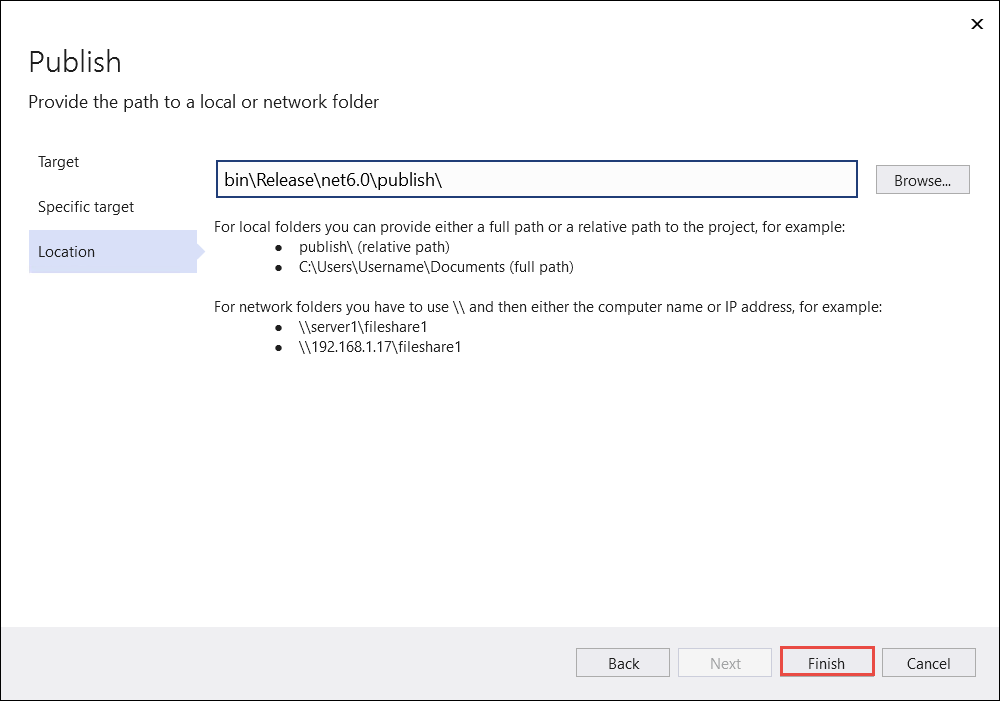 Publish
Provide the path to a local or network folder
Target
Specific target
Location
bin\Release\net6.0\publish\
Browse...
For local folders you can provide either a full path or a relative path to the project, for example:
● publish\ (relative path)
● C:\Users\Username\Documents (full path)
For network folders you have to use \\ and then either the computer name or IP address, for example:
● \\server1\fileshare1
● \\192.168.1.17\fileshare1
Back
Next
Finish
Cancel